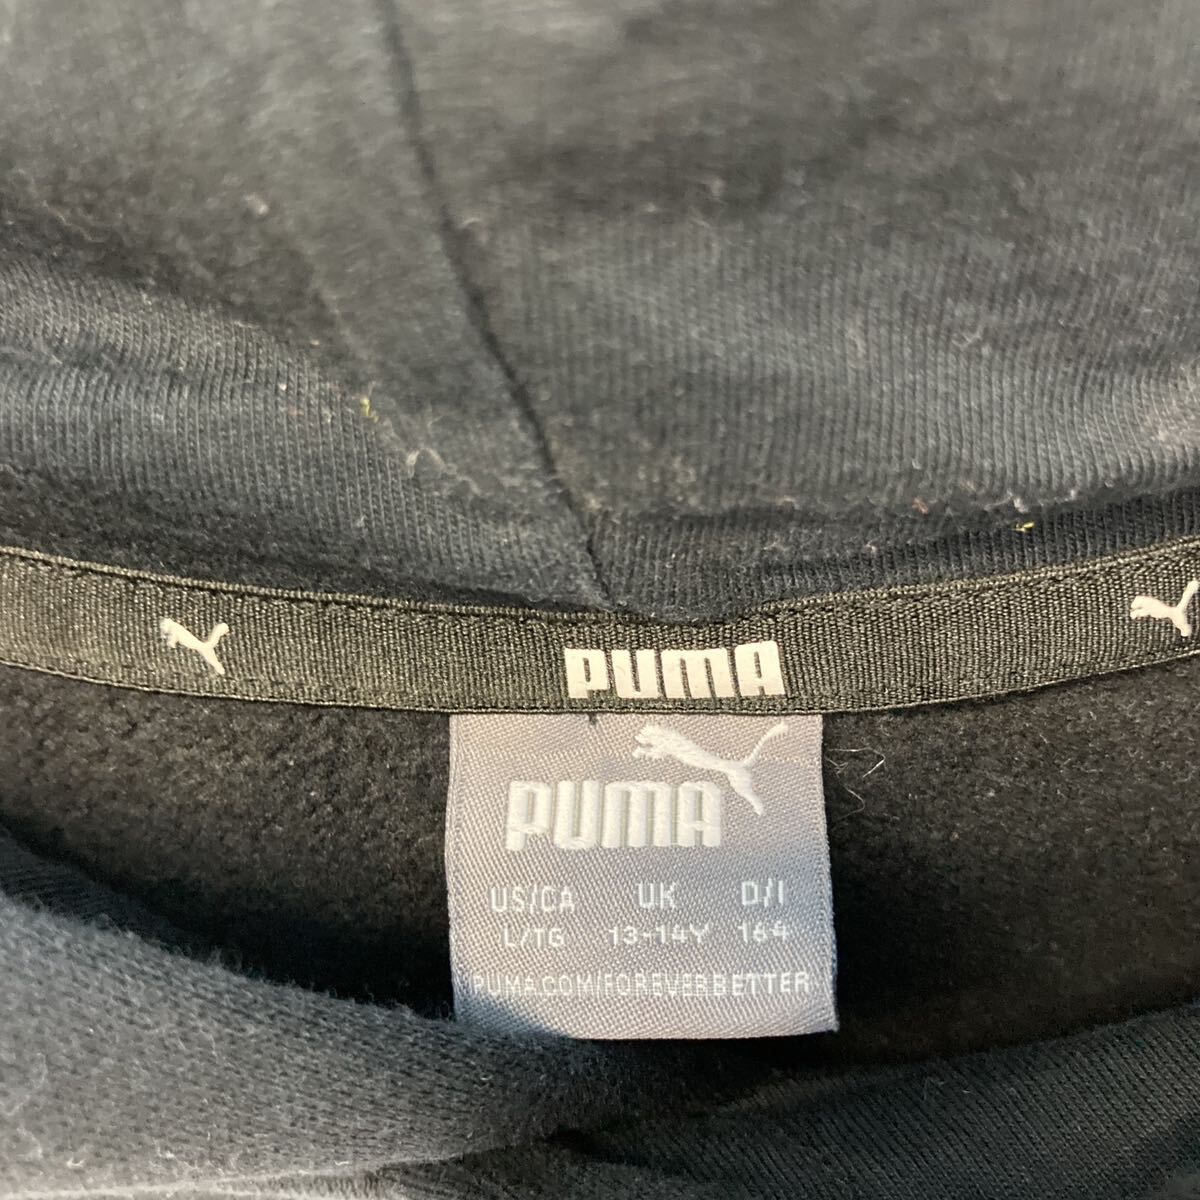 PUMA
PUMA
US/CA UK D/I
L/TG 13-14Y 164
PUMA.COM/FOREVERBETTER